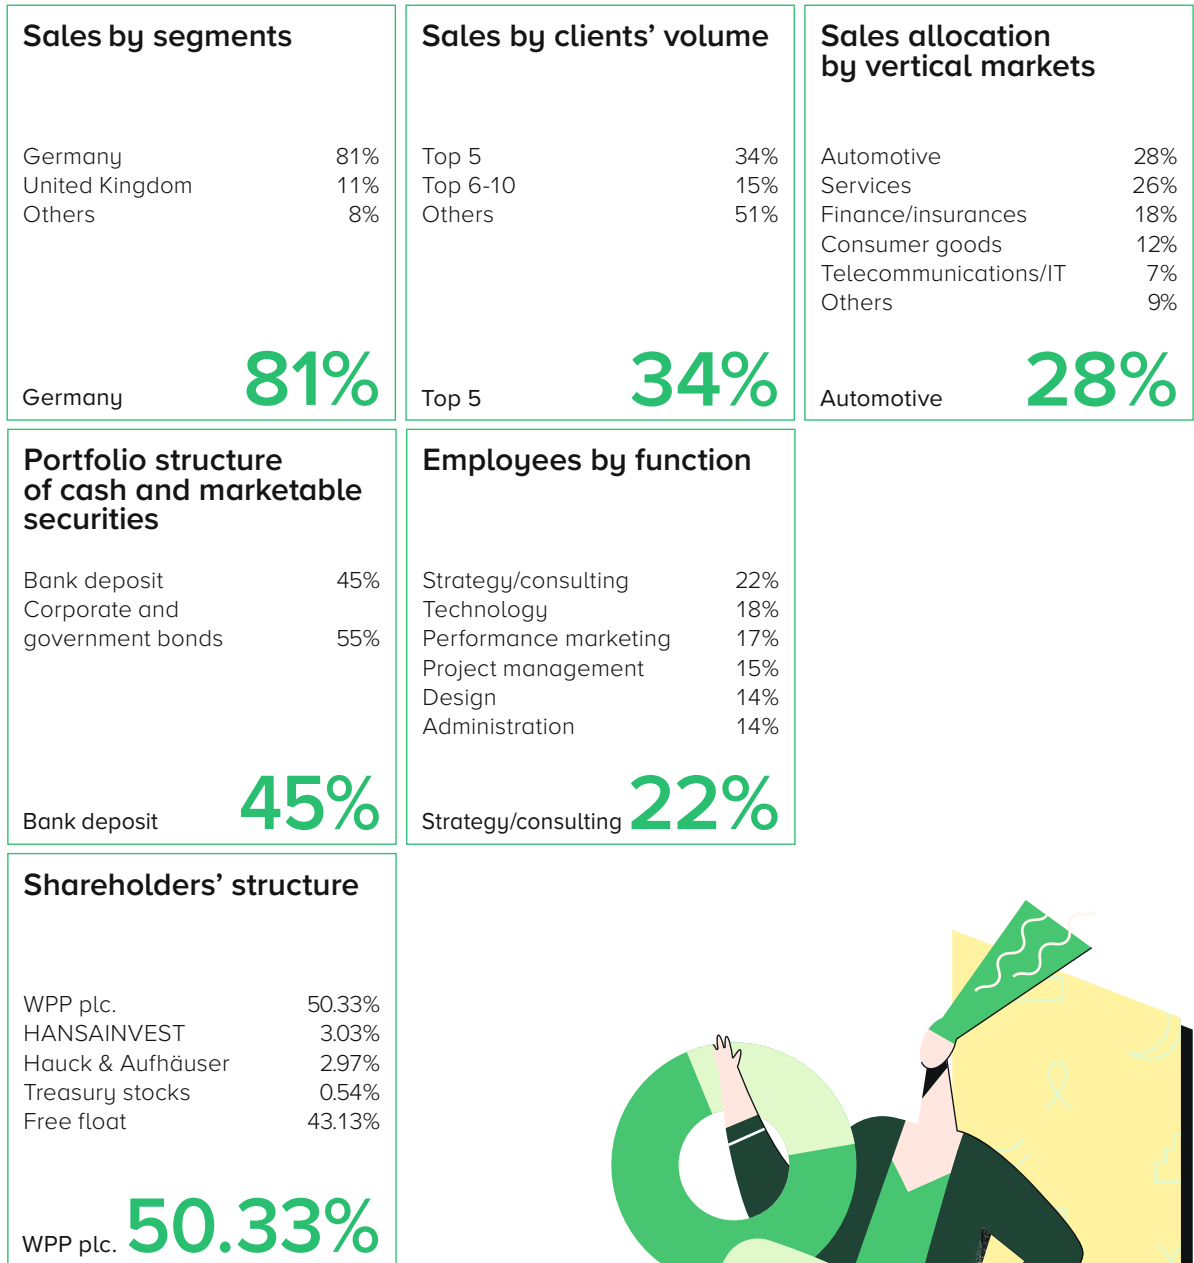 Sales by segments
Germany 81%
United Kingdom 11%
Others 8%
Germany 81%
Sales by clients’ volume
Top 5 34%
Top 6-10 15%
Others 51%
Top 5 34%
Sales allocation
by vertical markets
Automotive 28%
Services 26%
Finance/insurances 18%
Consumer goods 12%
Telecommunications/IT 7%
Others 9%
Automotive 28%
Portfolio structure
of cash and marketable
securities
Bank deposit 45%
Corporate and
government bonds 55%
Bank deposit 45%
Employees by function
Strategy/consulting 22%
Technology 18%
Performance marketing 17%
Project management 15%
Design 14%
Administration 14%
Strategy/consulting 22%
Shareholders’ structure
WPP plc. 50.33%
HANSAINVEST 3.03%
Hauck & Aufhäuser 2.97%
Treasury stocks 0.54%
Free float 43.13%
WPP plc. 50.33%